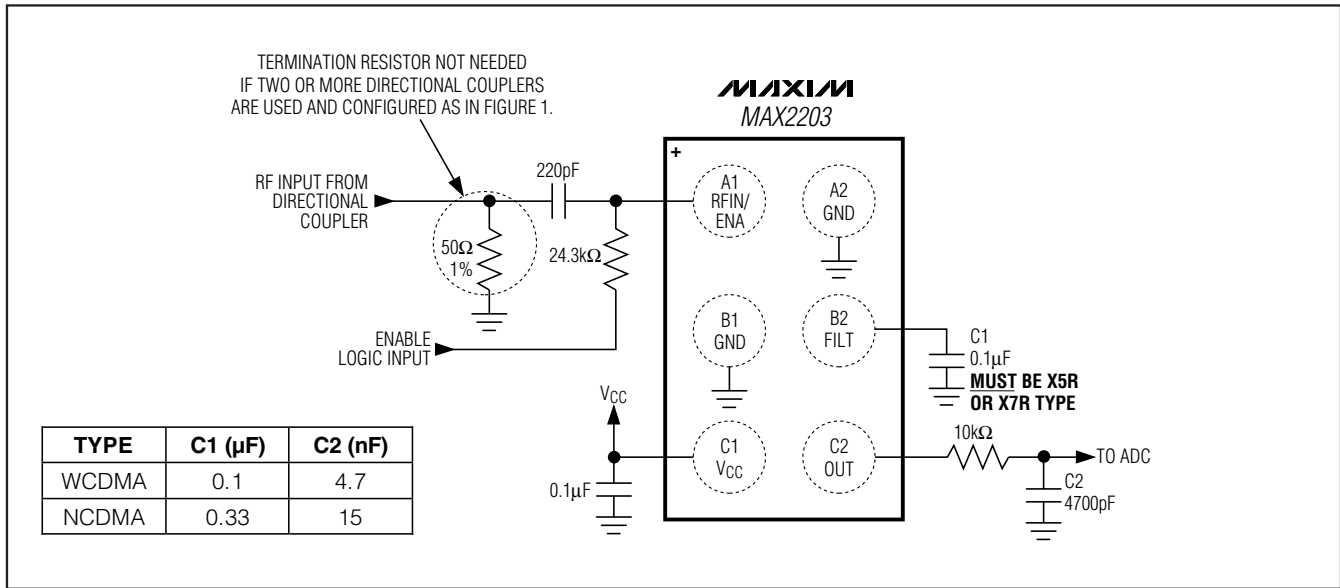 TERMINATION RESISTOR NOT NEEDED
IF TWO OR MORE DIRECTIONAL COUPLERS
ARE USED AND CONFIGURED AS IN FIGURE 1.
MAXIM
MAX2203
+
RF INPUT FROM
DIRECTIONAL
COUPLER
220pF
50Ω
1%
24.3kΩ
ENABLE
LOGIC INPUT
A1
RFIN/
ENA
A2
GND
B1
GND
B2
FILT
C1
0.1µF
MUST BE X5R
OR X7R TYPE
VCC
0.1µF
C1
VCC
C2
OUT
10kΩ
TO ADC
C2
4700pF
TYPE C1 (µF) C2 (nF)
WCDMA 0.1 4.7
NCDMA 0.33 15